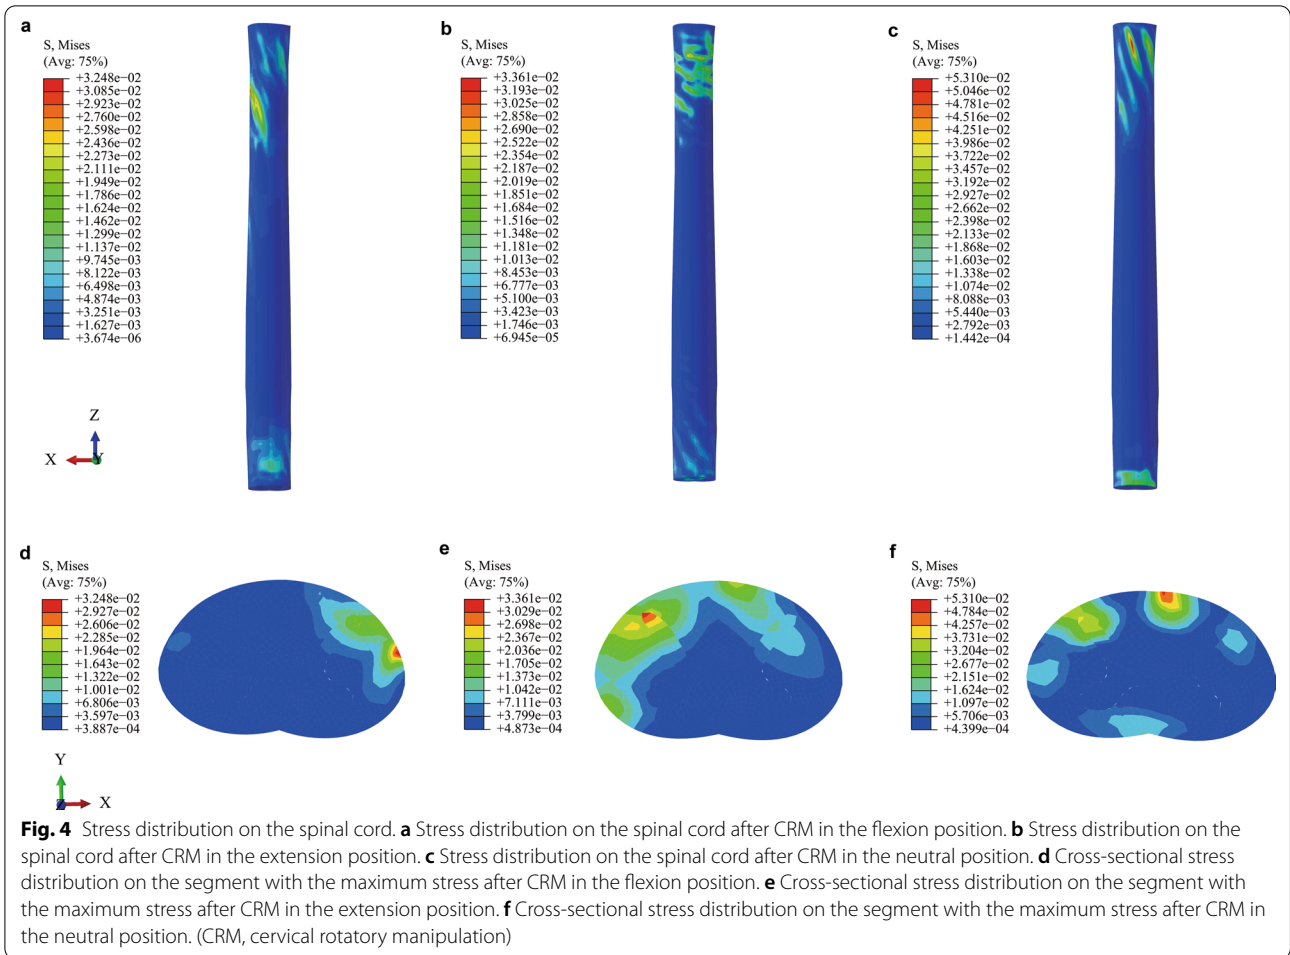 a
S, Mises
(Avg: 75%)
+3.248e−02
+3.085e−02
+2.923e−02
+2.760e−02
+2.598e−02
+2.436e−02
+2.273e−02
+2.111e−02
+1.949e−02
+1.786e−02
+1.624e−02
+1.462e−02
+1.299e−02
+1.137e−02
+9.745e−03
+8.122e−03
+6.498e−03
+4.874e−03
+3.251e−03
+1.627e−03
+3.674e−06
Z
X
Y
b
S, Mises
(Avg: 75%)
+3.361e−02
+3.193e−02
+3.025e−02
+2.858e−02
+2.690e−02
+2.522e−02
+2.354e−02
+2.187e−02
+2.019e−02
+1.851e−02
+1.684e−02
+1.516e−02
+1.348e−02
+1.181e−02
+1.013e−02
+8.453e−03
+6.777e−03
+5.100e−03
+3.423e−03
+1.746e−03
+6.945e−05
c
S, Mises
(Avg: 75%)
+5.310e−02
+5.046e−02
+4.781e−02
+4.516e−02
+4.251e−02
+3.986e−02
+3.722e−02
+3.457e−02
+3.192e−02
+2.927e−02
+2.662e−02
+2.398e−02
+2.133e−02
+1.868e−02
+1.603e−02
+1.338e−02
+1.074e−02
+8.088e−03
+5.440e−03
+2.792e−03
+1.442e−04
d
S, Mises
(Avg: 75%)
+3.248e−02
+2.927e−02
+2.606e−02
+2.285e−02
+1.964e−02
+1.643e−02
+1.322e−02
+1.001e−02
+6.806e−03
+3.597e−03
+3.887e−04
Y
Z
X
e
S, Mises
(Avg: 75%)
+3.361e−02
+3.029e−02
+2.698e−02
+2.367e−02
+2.036e−02
+1.705e−02
+1.373e−02
+1.042e−02
+7.111e−03
+3.799e−03
+4.873e−04
f
S, Mises
(Avg: 75%)
+5.310e−02
+4.784e−02
+4.257e−02
+3.731e−02
+3.204e−02
+2.677e−02
+2.151e−02
+1.624e−02
+1.097e−02
+5.706e−03
+4.399e−04
Fig. 4 Stress distribution on the spinal cord. a Stress distribution on the spinal cord after CRM in the flexion position. b Stress distribution on the
spinal cord after CRM in the extension position. c Stress distribution on the spinal cord after CRM in the neutral position. d Cross-sectional stress
distribution on the segment with the maximum stress after CRM in the flexion position. e Cross-sectional stress distribution on the segment with
the maximum stress after CRM in the extension position. f Cross-sectional stress distribution on the segment with the maximum stress after CRM in
the neutral position. (CRM, cervical rotatory manipulation)